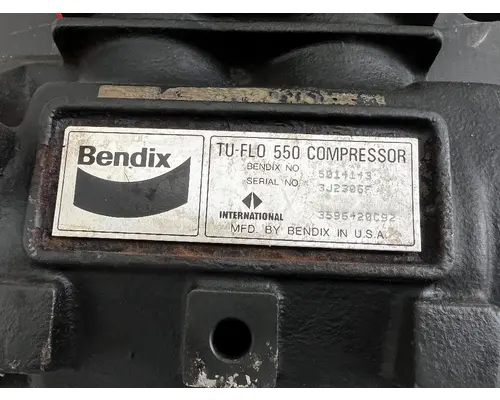 Bendix
TU-FLO 550 COMPRESSOR
BENDIX NO 5014143
SERIAL NO. 3J2306F
INTERNATIONAL 3596420C92
MFD. BY BENDIX IN U.S.A.